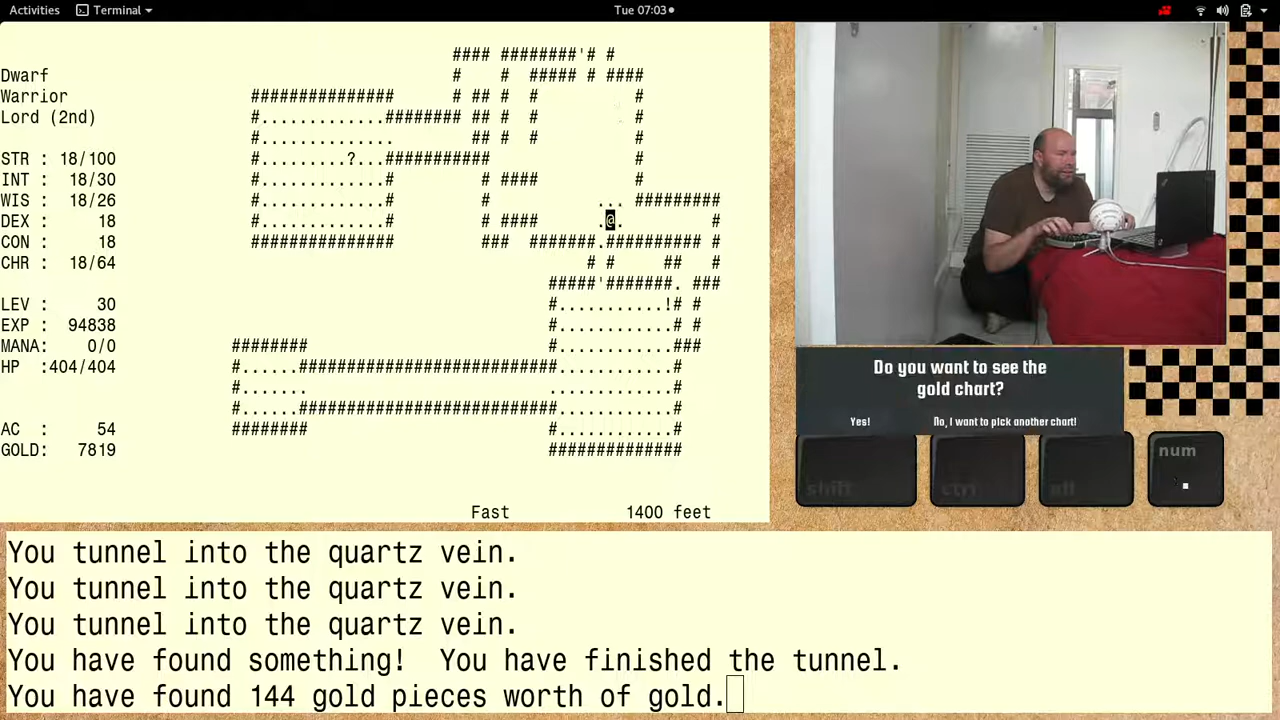 Activities Terminal Tue 07:03
#### ########'# #
Dwarf # # ##### # ####
Warrior ############### # ## # # #
Lord (2nd) #.............######## ## # # #
#.............. ## # # #
STR : 18/100 #.........?..########### #
INT : 18/30 #.............# # #### #
WIS : 18/26 #.............# # ... #########
DEX : 18 #.............# # #### .@. #
CON : 18 ############### ### #######.########## #
CHR : 18/64 # # ## #
#####'#######. ###
LEV : 30 #...........!# #
EXP : 94838 #............# #
MANA: 0/0 ######## #............###
HP :404/404 #......###########################............#
#....... .............#
#......###########################............#
AC : 54 ######## #............#
GOLD: 7819 ##############
Fast 1400 feet
Do you want to see the
gold chart?
Yes! No, I want to pick another chart!
shift ctrl alt num
.
You tunnel into the quartz vein.
You tunnel into the quartz vein.
You tunnel into the quartz vein.
You have found something! You have finished the tunnel.
You have found 144 gold pieces worth of gold.